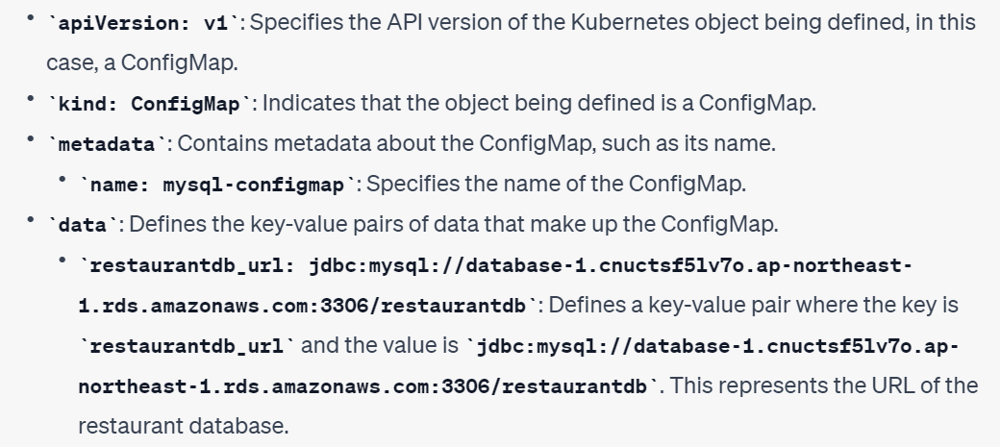 • `apiVersion: v1`: Specifies the API version of the Kubernetes object being defined, in this
case, a ConfigMap.
• `kind: ConfigMap`: Indicates that the object being defined is a ConfigMap.
• `metadata`: Contains metadata about the ConfigMap, such as its name.
• `name: mysql-configmap`: Specifies the name of the ConfigMap.
• `data`: Defines the key-value pairs of data that make up the ConfigMap.
• `restaurantdb_url: jdbc:mysql://database-1.cnuctsf5lv7o.ap-northeast-
1.rds.amazonaws.com:3306/restaurantdb`: Defines a key-value pair where the key is
`restaurantdb_url` and the value is `jdbc:mysql://database-1.cnuctsf5lv7o.ap-
northeast-1.rds.amazonaws.com:3306/restaurantdb`. This represents the URL of the
restaurant database.